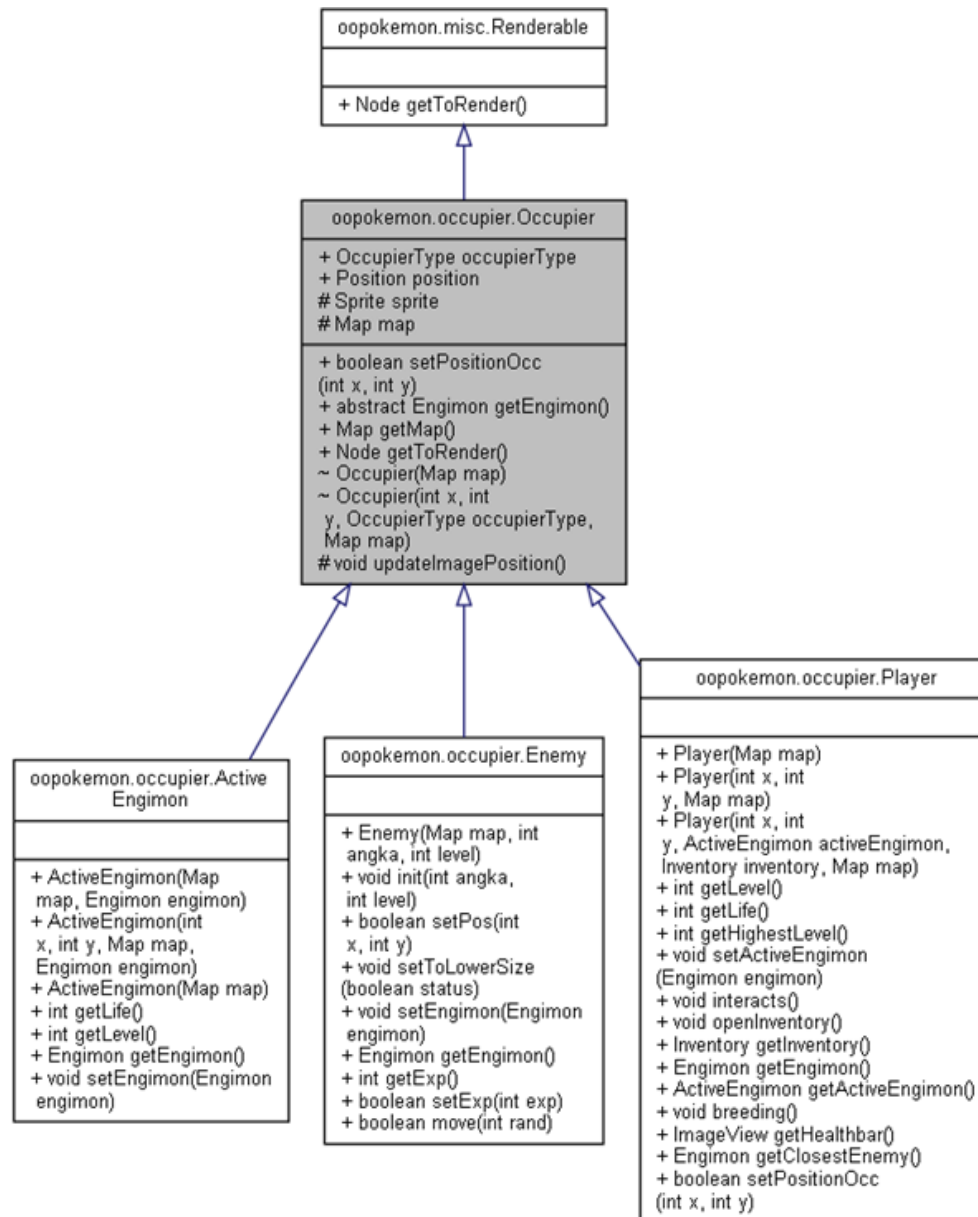 oopokemon.misc.Renderable
+ Node getToRender()
oopokemon.occupier.Occupier
+ OccupierType occupierType
+ Position position
# Sprite sprite
# Map map
+ boolean setPositionOcc
(int x, int y)
+ abstract Engimon getEngimon()
+ Map getMap()
+ Node getToRender()
~ Occupier(Map map)
~ Occupier(int x, int
y, OccupierType occupierType,
Map map)
# void updateImagePosition()
oopokemon.occupier.Active
Engimon
+ ActiveEngimon(Map
map, Engimon engimon)
+ ActiveEngimon(int
x, int y, Map map,
Engimon engimon)
+ ActiveEngimon(Map map)
+ int getLife()
+ int getLevel()
+ Engimon getEngimon()
+ void setEngimon(Engimon
engimon)
oopokemon.occupier.Enemy
+ Enemy(Map map, int
angka, int level)
+ void init(int angka,
int level)
+ boolean setPos(int
x, int y)
+ void setToLowerSize
(boolean status)
+ void setEngimon(Engimon
engimon)
+ Engimon getEngimon()
+ int getExp()
+ boolean setExp(int exp)
+ boolean move(int rand)
oopokemon.occupier.Player
+ Player(Map map)
+ Player(int x, int
y, Map map)
+ Player(int x, int
y, ActiveEngimon activeEngimon,
Inventory inventory, Map map)
+ int getLevel()
+ int getLife()
+ int getHighestLevel()
+ void setActiveEngimon
(Engimon engimon)
+ void interacts()
+ void openInventory()
+ Inventory getInventory()
+ Engimon getEngimon()
+ ActiveEngimon getActiveEngimon()
+ void breeding()
+ ImageView getHealthbar()
+ Engimon getClosestEnemy()
+ boolean setPositionOcc
(int x, int y)